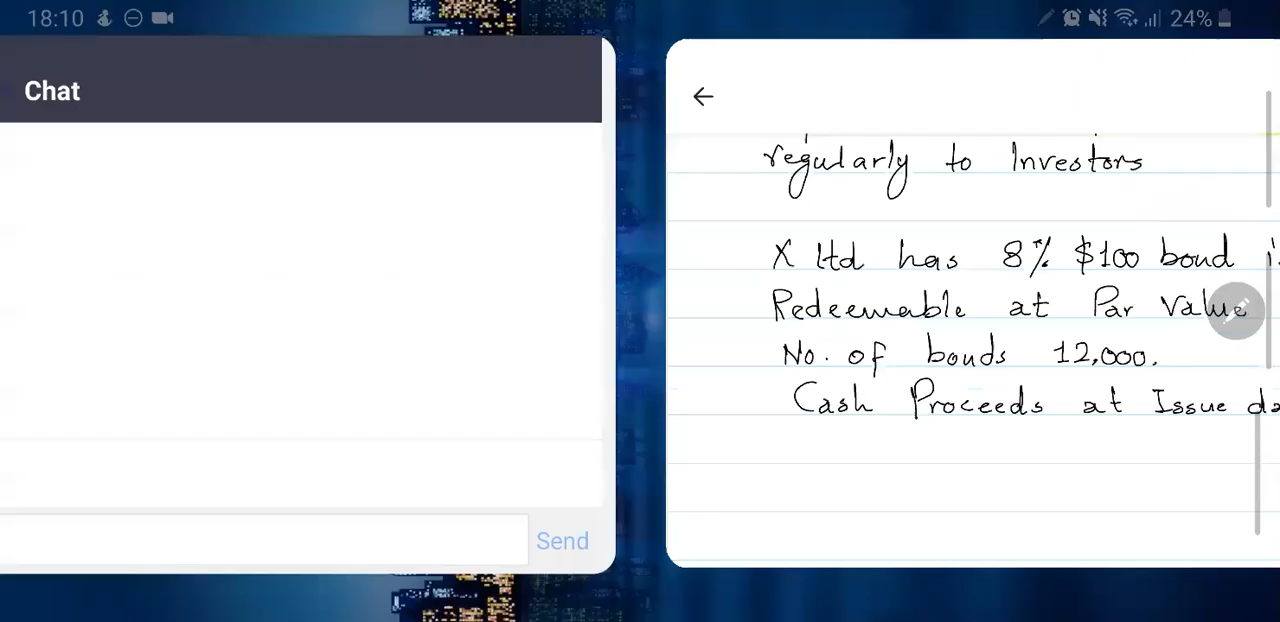 18:10
24%
Chat
regularly to Investors
X ltd has 8% $100 bond
Redeemable at Par Value
No. of bonds 12,000.
Cash Proceeds at Issue
Send